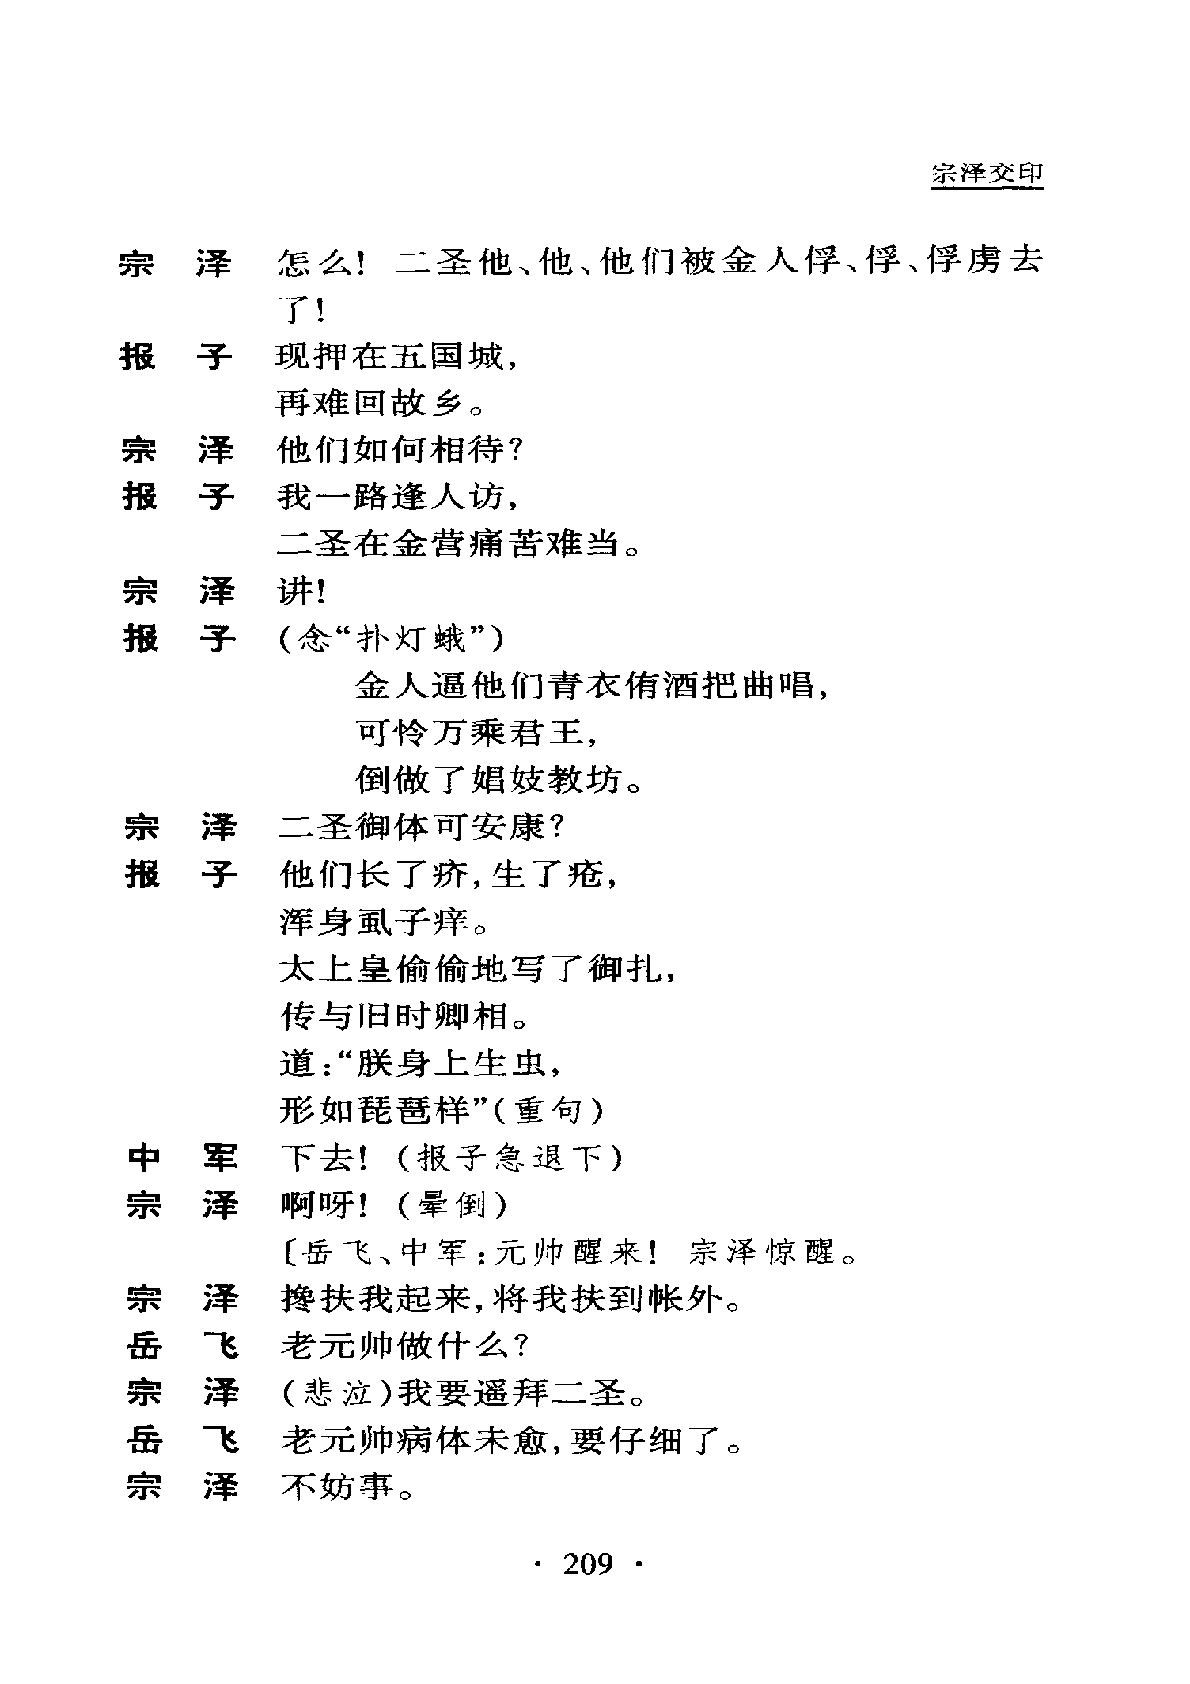 宗泽交印
宗　泽　怎么！二圣他、他、他们被金人俘、俘、俘虏去
了！
报　子　现押在五国城，
再难回故乡。
宗　泽　他们如何相待？
报　子　我一路逢人访，
二圣在金营痛苦难当。
宗　泽　讲！
报　子　（念“扑灯蛾”）
金人逼他们青衣侑酒把曲唱，
可怜万乘君王，
倒做了娼妓教坊。
宗　泽　二圣御体可安康？
报　子　他们长了疥，生了疮，
浑身虱子痒。
太上皇偷偷地写了御扎，
传与旧时卿相。
道：“朕身上生虫，
形如琵琶样”（重句）
中　军　下去！（报子急退下）
宗　泽　啊呀！（晕倒）
〔岳飞、中军：元帅醒来！宗泽惊醒。
宗　泽　搀扶我起来，将我扶到帐外。
岳　飞　老元帅做什么？
宗　泽　（悲泣）我要遥拜二圣。
岳　飞　老元帅病体未愈，要仔细了。
宗　泽　不妨事。
· 209 ·